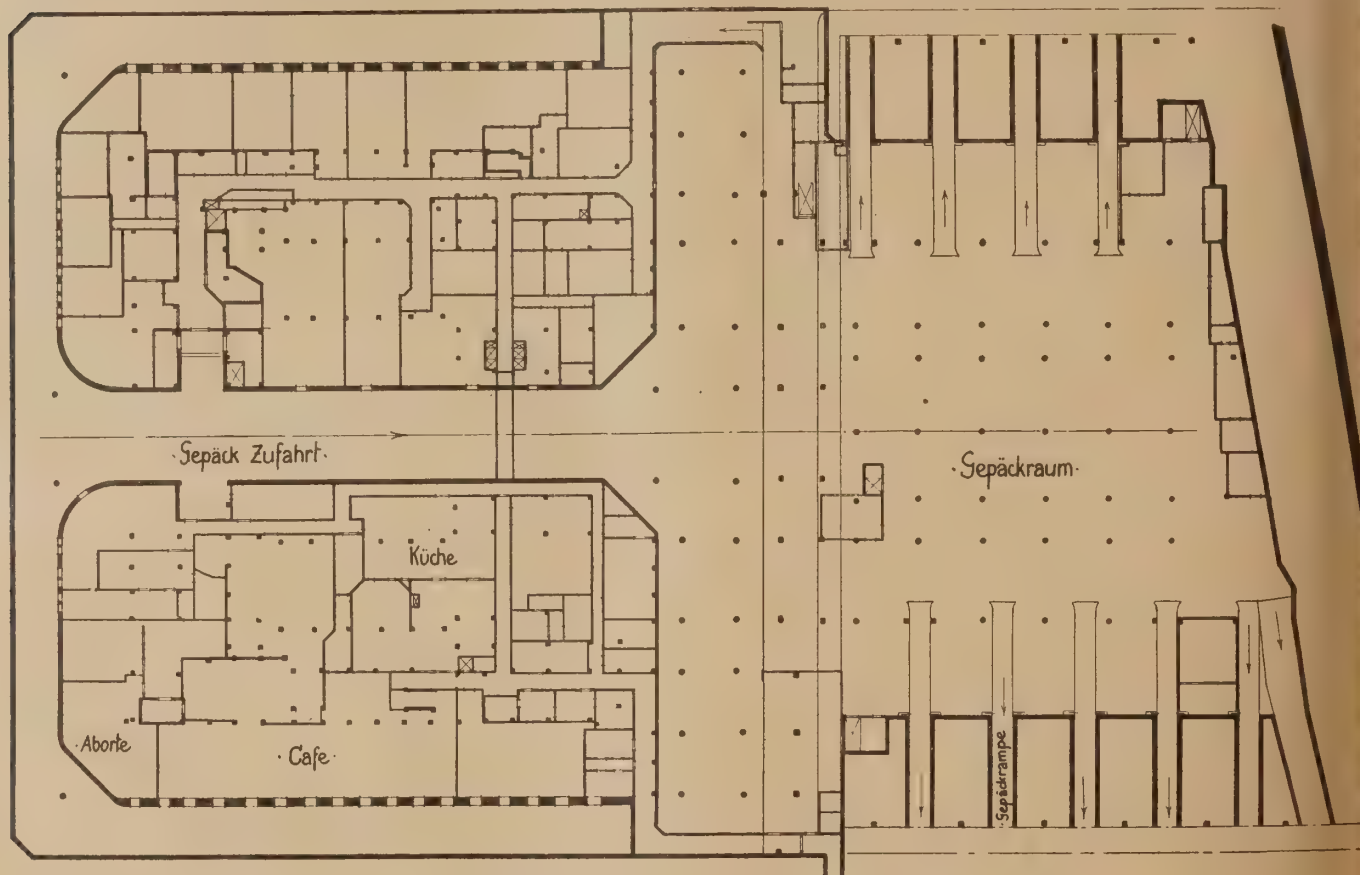 ·Gepäck Zufahrt·
·Gepäckraum·
Küche
·Aborte
·Cafe·
·Gepäckrampe